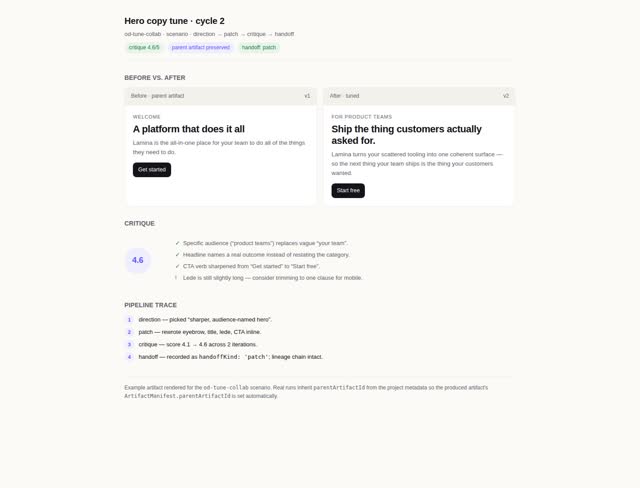 Hero copy tune · cycle 2
od-tune-collab · scenario · direction → patch → critique → handoff
critique 4.6/5 parent artifact preserved handoff: patch
BEFORE VS. AFTER
Before · parent artifact v1
WELCOME
A platform that does it all
Lamina is the all-in-one place for your team to do all of the things
they need to do.
Get started
After · tuned v2
FOR PRODUCT TEAMS
Ship the thing customers actually
asked for.
Lamina turns your scattered tooling into one coherent surface —
so the next thing your team ships is the thing your customers
wanted.
Start free
CRITIQUE
4.6
✓ Specific audience (“product teams”) replaces vague “your team”.
✓ Headline names a real outcome instead of restating the category.
✓ CTA verb sharpened from “Get started” to “Start free”.
! Lede is still slightly long — consider trimming to one clause for mobile.
PIPELINE TRACE
1 direction — picked “sharper, audience-named hero”.
2 patch — rewrote eyebrow, title, lede, CTA inline.
3 critique — score 4.1 → 4.6 across 2 iterations.
4 handoff — recorded as handoffKind: 'patch'; lineage chain intact.
Example artifact rendered for the od-tune-collab scenario. Real runs inherit parentArtifactId from the project metadata so the produced artifact's
ArtifactManifest.parentArtifactId is set automatically.